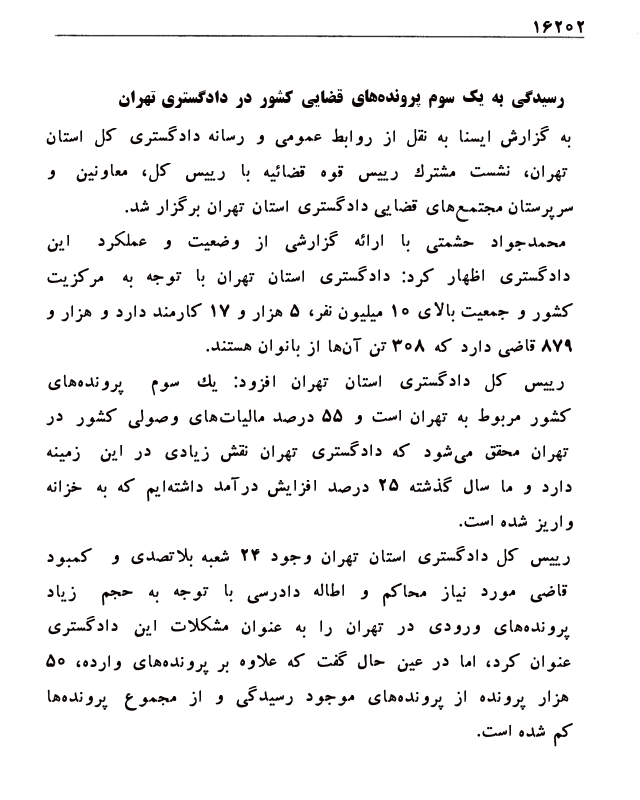 ۱۶۲۰۲
رسیدگی به یک سوم پرونده‌های قضایی کشور در دادگستری تهران
به گزارش ایسنا به نقل از روابط عمومی و رسانه دادگستری کل استان
تهران، نشست مشترك رییس قوه قضائیه با رییس کل، معاونین و
سرپرستان مجتمع‌های قضایی دادگستری استان تهران برگزار شد.
محمدجواد حشمتی با ارائه گزارشی از وضعیت و عملکرد این
دادگستری اظهار کرد: دادگستری استان تهران با توجه به مرکزیت
کشور و جمعیت بالای ۱۰ میلیون نفر، ۵ هزار و ۱۷ کارمند دارد و هزار و
۸۷۹ قاضی دارد که ۳۰۸ تن آن‌ها از بانوان هستند.
رییس کل دادگستری استان تهران افزود: یك سوم پرونده‌های
کشور مربوط به تهران است و ۵۵ درصد مالیات‌های وصولی کشور در
تهران محقق می‌شود که دادگستری تهران نقش زیادی در این زمینه
دارد و ما سال گذشته ۲۵ درصد افزایش درآمد داشته‌ایم که به خزانه
واریز شده است.
رییس کل دادگستری استان تهران وجود ۲۴ شعبه بلاتصدی و کمبود
قاضی مورد نیاز محاکم و اطاله دادرسی با توجه به حجم زیاد
پرونده‌های ورودی در تهران را به عنوان مشکلات این دادگستری
عنوان کرد، اما در عین حال گفت که علاوه بر پرونده‌های وارده، ۵۰
هزار پرونده از پرونده‌های موجود رسیدگی و از مجموع پرونده‌ها
کم شده است.